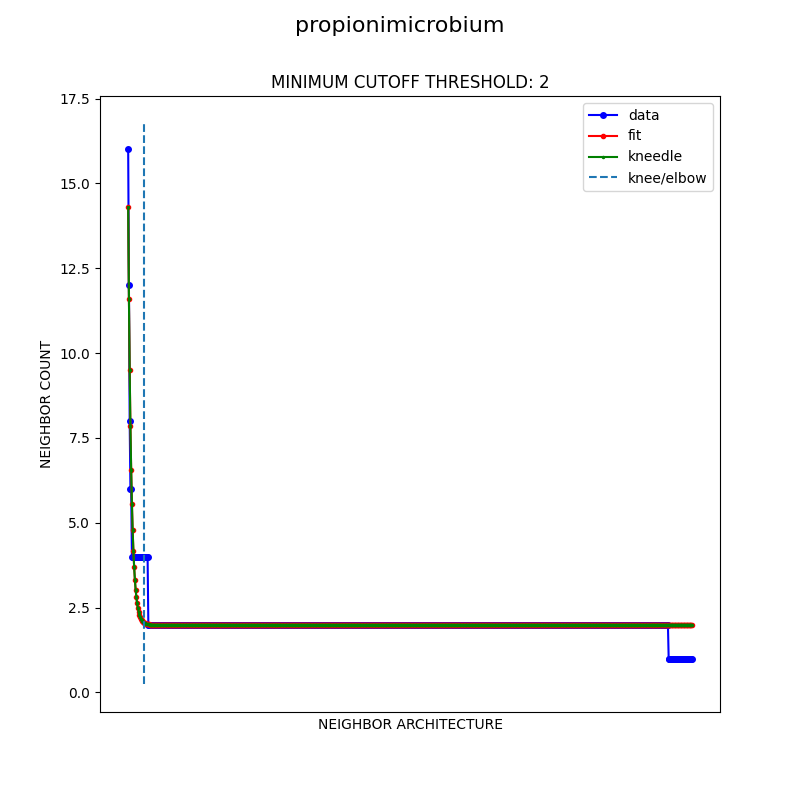 propionimicrobium
MINIMUM CUTOFF THRESHOLD: 2
data
fit
kneedle
knee/elbow
17.5
15.0
12.5
10.0
7.5
5.0
2.5
0.0
NEIGHBOR COUNT
NEIGHBOR ARCHITECTURE